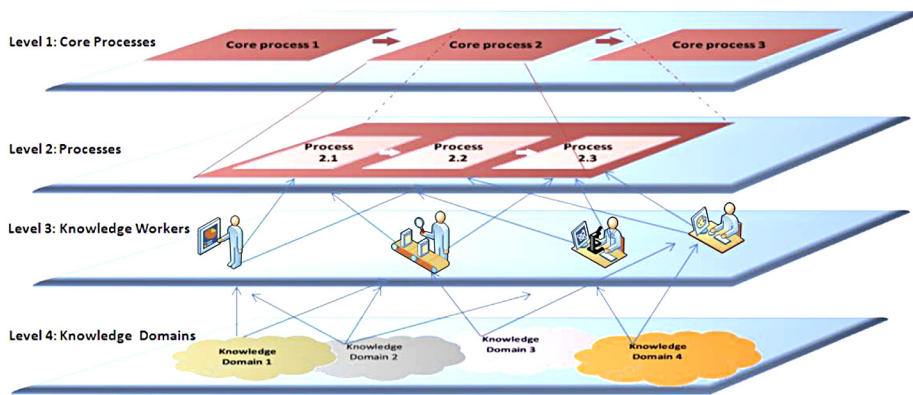 Level 1: Core Processes
Core process 1
Core process 2
Core process 3
Level 2: Processes
Process
2.1
Process
2.2
Process
2.3
Level 3: Knowledge Workers
Level 4: Knowledge Domains
Knowledge
Domain 1
Knowledge
Domain 2
Knowledge
Domain 3
Knowledge
Domain 4